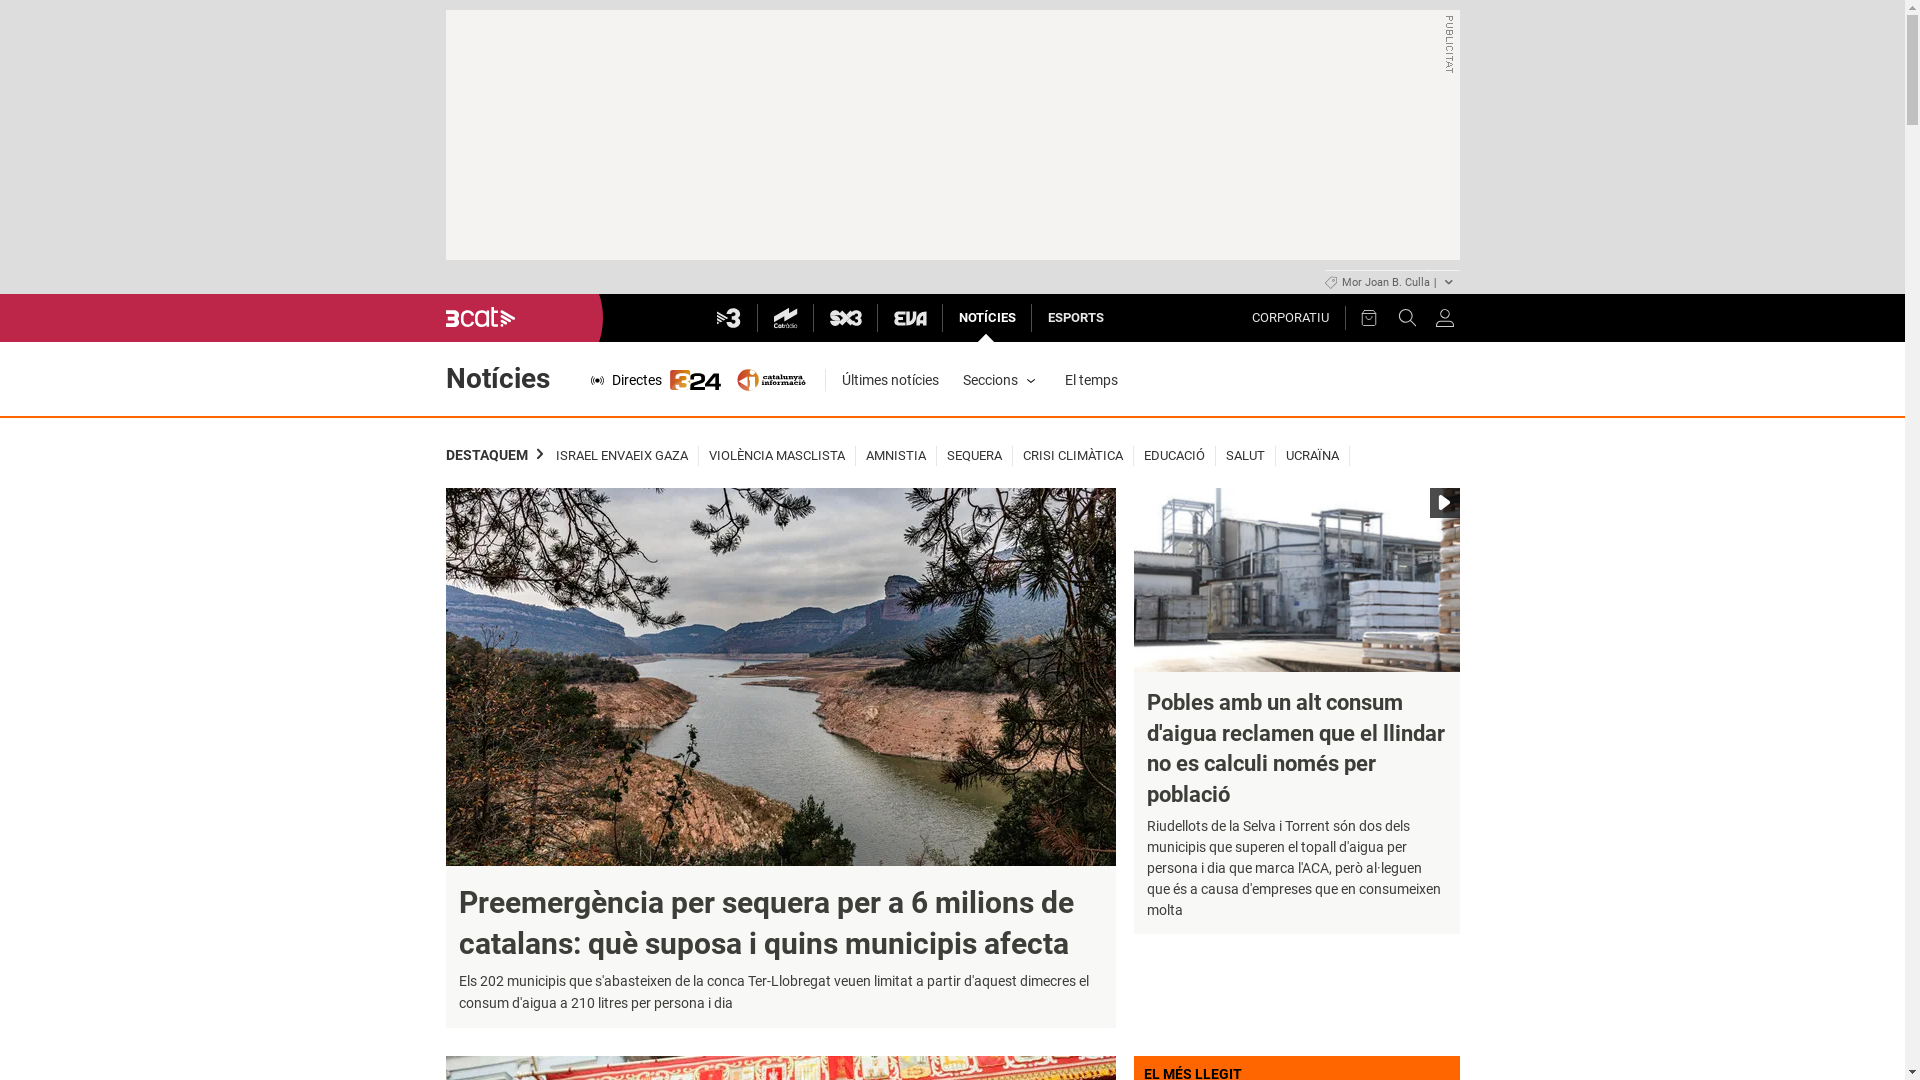 PUBLICITAT
Mor Joan B. Culla |
3cat
3
Catràdio
SX3
EVA
NOTÍCIES
ESPORTS
CORPORATIU
Notícies
Directes
324
catalunya
informació
Últimes notícies
Seccions
El temps
DESTAQUEM
ISRAEL ENVAEIX GAZA
VIOLÈNCIA MASCLISTA
AMNISTIA
SEQUERA
CRISI CLIMÀTICA
EDUCACIÓ
SALUT
UCRAÏNA
Preemergència per sequera per a 6 milions de
catalans: què suposa i quins municipis afecta
Els 202 municipis que s'abasteixen de la conca Ter-Llobregat veuen limitat a partir d'aquest dimecres el
consum d'aigua a 210 litres per persona i dia
Pobles amb un alt consum
d'aigua reclamen que el llindar
no es calculi només per
població
Riudellots de la Selva i Torrent són dos dels
municipis que superen el topall d'aigua per
persona i dia que marca l'ACA, però al·leguen
que és a causa d'empreses que en consumeixen
molta
EL MÉS LLEGIT